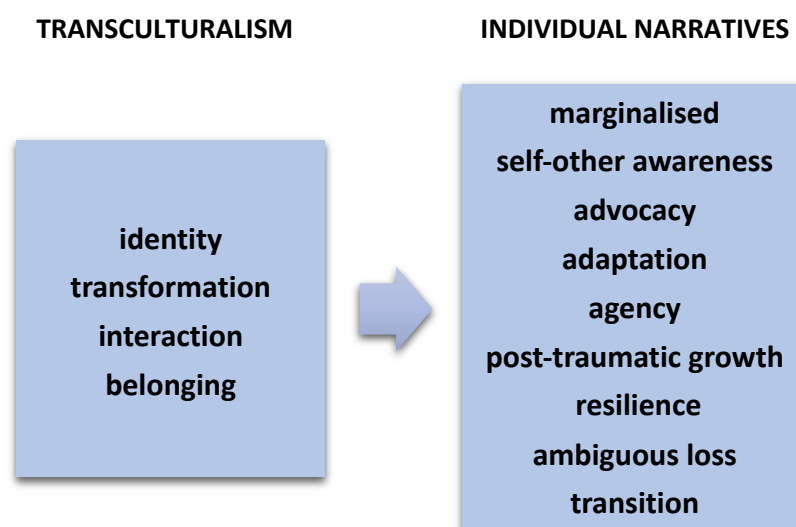 TRANSCULTURALISM
identity
transformation
interaction
belonging
INDIVIDUAL NARRATIVES
marginalised
self-other awareness
advocacy
adaptation
agency
post-traumatic growth
resilience
ambiguous loss
transition